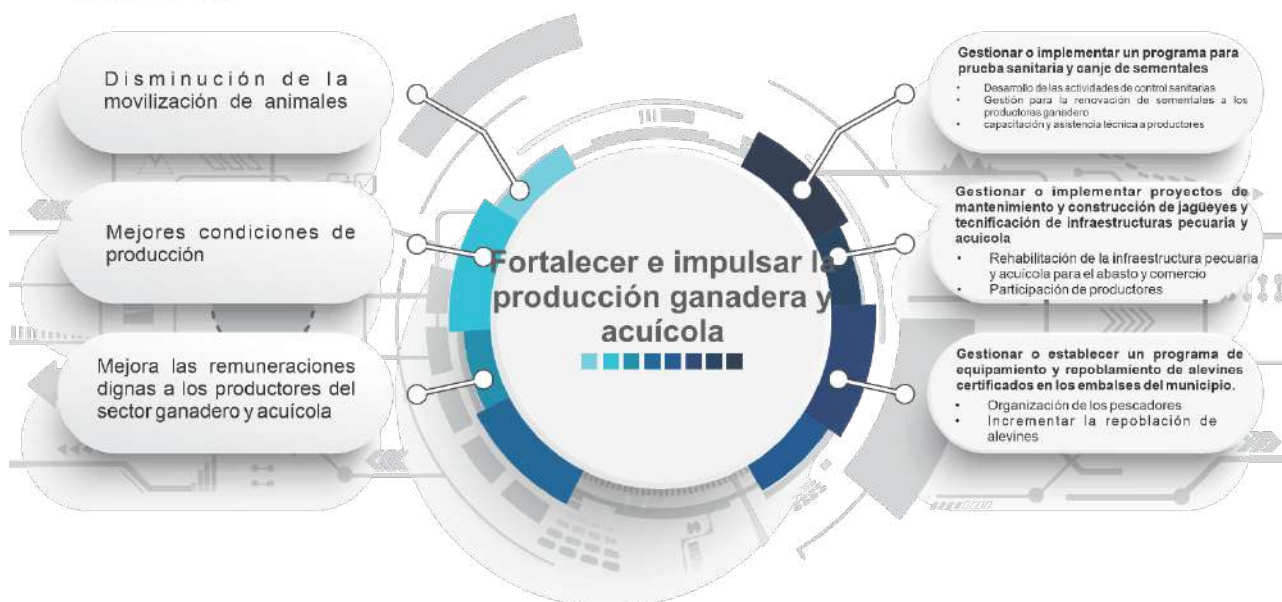 Disminución de la
movilización de animales
Mejores condiciones de
producción
Mejora las remuneraciones
dignas a los productores del
sector ganadero y acuícola
Fortalecer e impulsar la
producción ganadera y
acuícola
Gestionar o implementar un programa para
prueba sanitaria y canje de sementales
• Desarrollo de las actividades de control sanitarias
• Gestión para la renovación de sementales a los
productores ganadero
• capacitación y asistencia técnica a productores
Gestionar o implementar proyectos de
mantenimiento y construcción de jagüeyes y
tecnificación de infraestructuras pecuaria y
acuicola
• Rehabilitación de la infraestructura pecuaria
y acuícola para el abasto y comercio
• Participación de productores
Gestionar o establecer un programa de
equipamiento y repoblamiento de alevines
certificados en los embalses del municipio.
• Organización de los pescadores
• Incrementar la repoblación de
alevines